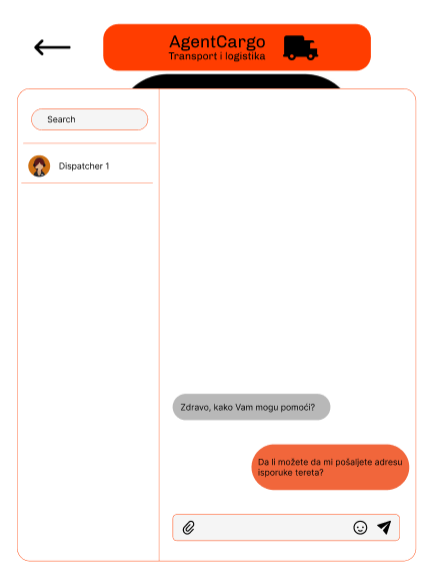 AgentCargo
Transport i logistika
Search
Dispatcher 1
Zdravo, kako Vam mogu pomoći?
Da li možete da mi pošaljete adresu
isporuke tereta?